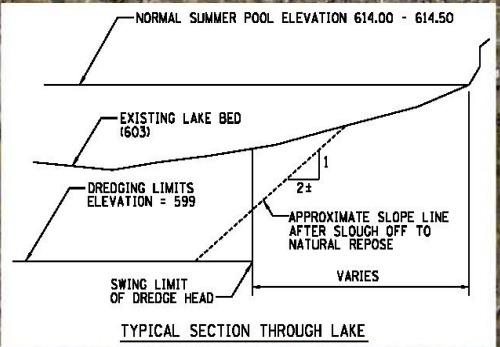 NORMAL SUMMER POOL ELEVATION 614.00 - 614.50
EXISTING LAKE BED
(603)
DREDGING LIMITS
ELEVATION = 599
1
2±
APPROXIMATE SLOPE LINE
AFTER SLOUGH OFF TO
NATURAL REPOSE
VARIES
SWING LIMIT
OF DREDGE HEAD
TYPICAL SECTION THROUGH LAKE